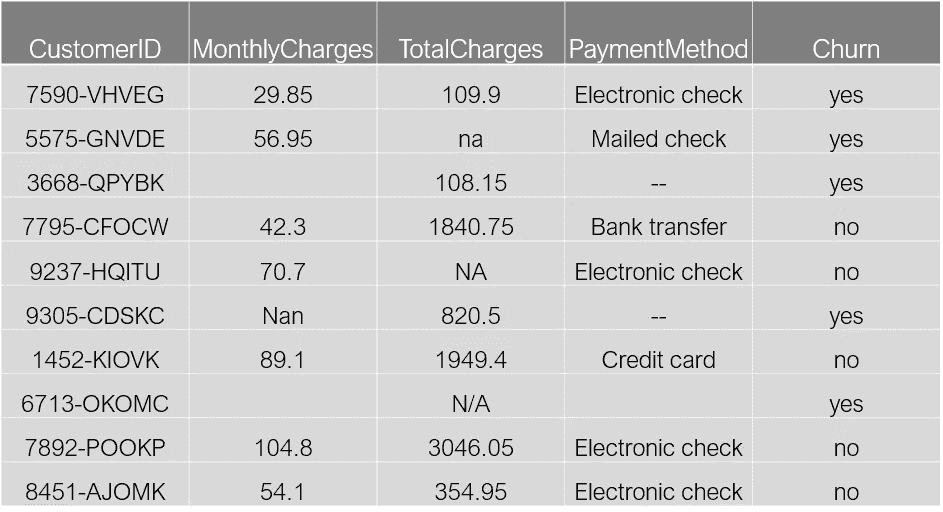 CustomerID MonthlyCharges TotalCharges PaymentMethod Churn
7590-VHVEG 29.85 109.9 Electronic check yes
5575-GNVDE 56.95 na Mailed check yes
3668-QPYBK 108.15 -- yes
7795-CFOCW 42.3 1840.75 Bank transfer no
9237-HQITU 70.7 NA Electronic check no
9305-CDSKC Nan 820.5 -- yes
1452-KIOVK 89.1 1949.4 Credit card no
6713-OKOMC N/A yes
7892-POOKP 104.8 3046.05 Electronic check no
8451-AJOMK 54.1 354.95 Electronic check no